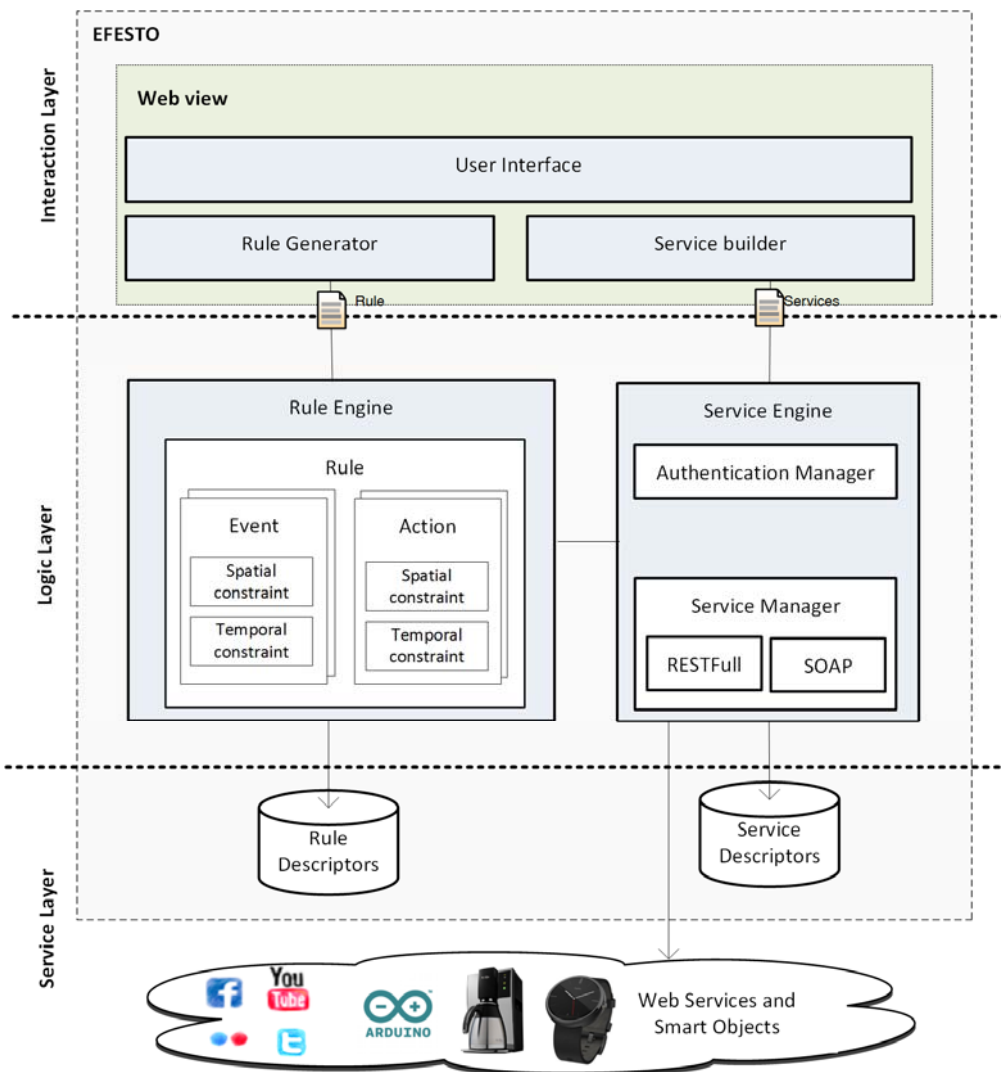 EFESTO
Interaction Layer
Web view
User Interface
Rule Generator
Service builder
Rule
Services
Logic Layer
Rule Engine
Rule
Event
Spatial
constraint
Temporal
constraint
Action
Spatial
constraint
Temporal
constraint
Service Engine
Authentication Manager
Service Manager
RESTFull
SOAP
Service Layer
Rule
Descriptors
Service
Descriptors
f
You
Tube
t
ARDUINO
TM
Web Services and
Smart Objects